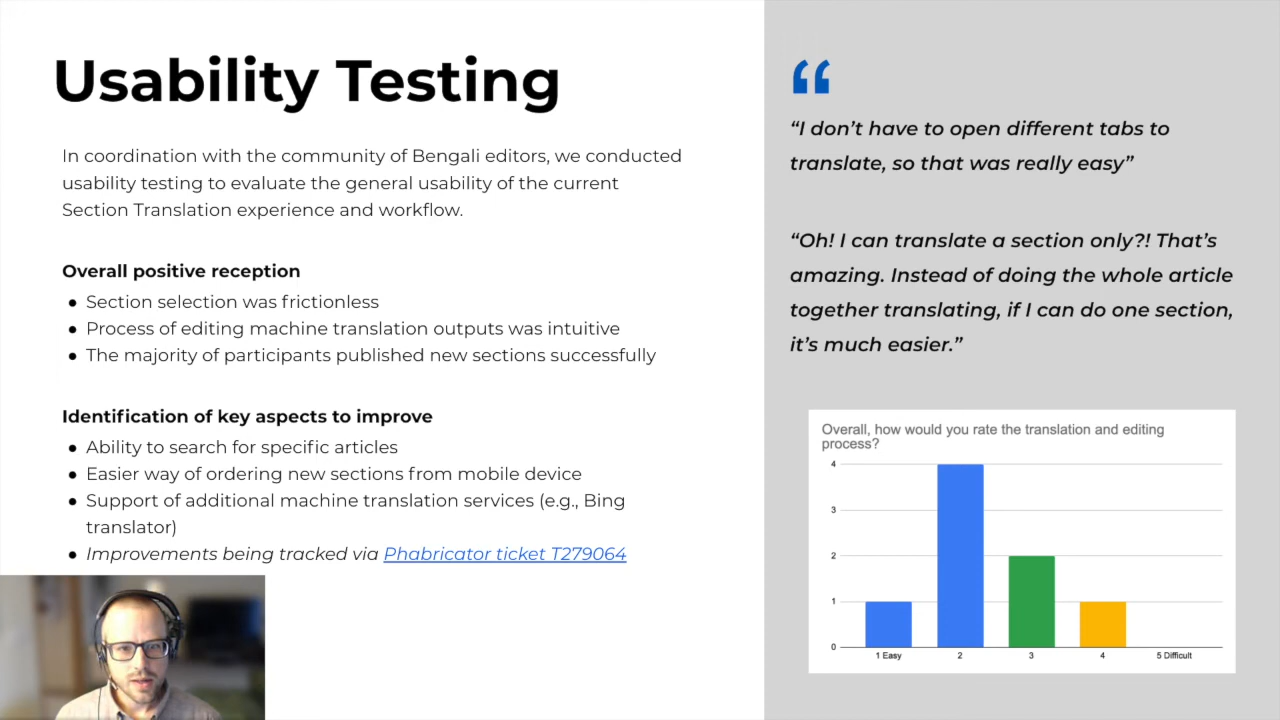 Usability Testing
In coordination with the community of Bengali editors, we conducted
usability testing to evaluate the general usability of the current
Section Translation experience and workflow.
Overall positive reception
● Section selection was frictionless
● Process of editing machine translation outputs was intuitive
● The majority of participants published new sections successfully
Identification of key aspects to improve
● Ability to search for specific articles
● Easier way of ordering new sections from mobile device
● Support of additional machine translation services (e.g., Bing
translator)
● Improvements being tracked via Phabricator ticket T279064
“
“I don’t have to open different tabs to
translate, so that was really easy”
“Oh! I can translate a section only?! That’s
amazing. Instead of doing the whole article
together translating, if I can do one section,
it’s much easier.”
Overall, how would you rate the translation and editing
process?
4
3
2
1
0
1 Easy 2 3 4 5 Difficult